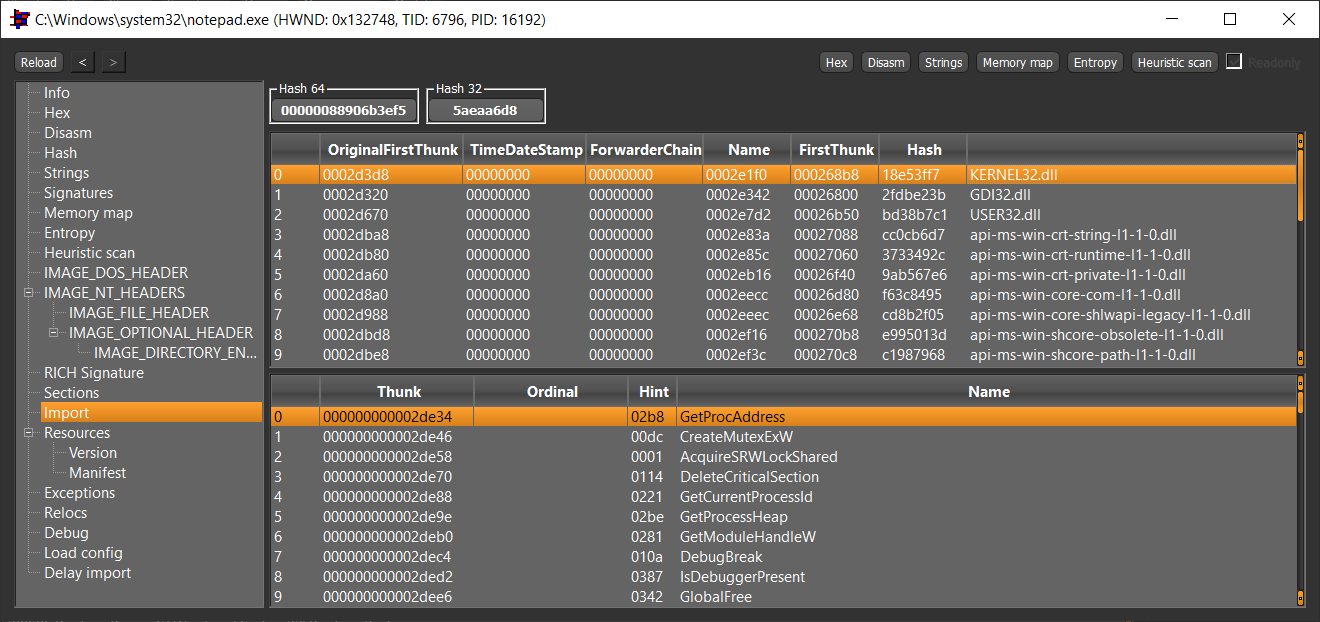 C:\Windows\system32\notepad.exe (HWND: 0x132748, TID: 6796, PID: 16192)
Reload < > Hex Disasm Strings Memory map Entropy Heuristic scan Readonly
Info
Hex
Disasm
Hash
Strings
Signatures
Memory map
Entropy
Heuristic scan
IMAGE_DOS_HEADER
IMAGE_NT_HEADERS
IMAGE_FILE_HEADER
IMAGE_OPTIONAL_HEADER
IMAGE_DIRECTORY_EN...
RICH Signature
Sections
Import
Resources
Version
Manifest
Exceptions
Relocs
Debug
Load config
Delay import
Hash 64 Hash 32
00000088906b3ef5 5aeaa6d8
OriginalFirstThunk TimeDateStamp ForwarderChain Name FirstThunk Hash
0 0002d3d8 00000000 00000000 0002e1f0 000268b8 18e53ff7 KERNEL32.dll
1 0002d320 00000000 00000000 0002e342 00026800 2fdbe23b GDI32.dll
2 0002d670 00000000 00000000 0002e7d2 00026b50 bd38b7c1 USER32.dll
3 0002dba8 00000000 00000000 0002e83a 00027088 cc0cb6d7 api-ms-win-crt-string-l1-1-0.dll
4 0002db80 00000000 00000000 0002e85c 00027060 3733492c api-ms-win-crt-runtime-l1-1-0.dll
5 0002da60 00000000 00000000 0002eb16 00026f40 9ab567e6 api-ms-win-crt-private-l1-1-0.dll
6 0002d8a0 00000000 00000000 0002eecc 00026d80 f63c8495 api-ms-win-core-com-l1-1-0.dll
7 0002d988 00000000 00000000 0002eeec 00026e68 cd8b2f05 api-ms-win-core-shlwapi-legacy-l1-1-0.dll
8 0002dbd8 00000000 00000000 0002ef16 000270b8 e995013d api-ms-win-shcore-obsolete-l1-1-0.dll
9 0002dbe8 00000000 00000000 0002ef3c 000270c8 c1987968 api-ms-win-shcore-path-l1-1-0.dll
Thunk Ordinal Hint Name
0 000000000002de34 02b8 GetProcAddress
1 000000000002de46 00dc CreateMutexExW
2 000000000002de58 0001 AcquireSRWLockShared
3 000000000002de70 0114 DeleteCriticalSection
4 000000000002de88 0221 GetCurrentProcessId
5 000000000002de9e 02be GetProcessHeap
6 000000000002deb0 0281 GetModuleHandleW
7 000000000002dec4 010a DebugBreak
8 000000000002ded2 0387 IsDebuggerPresent
9 000000000002dee6 0342 GlobalFree